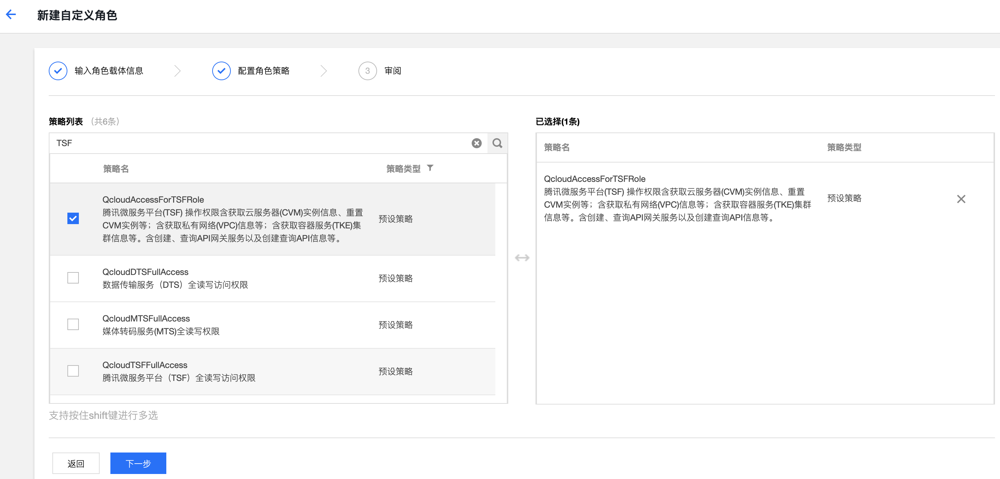 新建自定义角色
输入角色载体信息
配置角色策略
3 审阅
策略列表 （共6条）
TSF
策略名 策略类型
QcloudAccessForTSFRole
腾讯微服务平台(TSF) 操作权限含获取云服务器(CVM)实例信息、重置
CVM实例等；含获取私有网络(VPC)信息等；含获取容器服务(TKE)集
群信息等。含创建、查询API网关服务以及创建查询API信息等。
预设策略
QcloudDTSFullAccess
数据传输服务（DTS）全读写访问权限
预设策略
QcloudMTSFullAccess
媒体转码服务(MTS)全读写权限
预设策略
QcloudTSFFullAccess
腾讯微服务平台（TSF）全读写访问权限
预设策略
支持按住shift键进行多选
已选择(1条)
策略名 策略类型
QcloudAccessForTSFRole
腾讯微服务平台(TSF) 操作权限含获取云服务器(CVM)实例信息、重置
CVM实例等；含获取私有网络(VPC)信息等；含获取容器服务(TKE)集群
信息等。含创建、查询API网关服务以及创建查询API信息等。
预设策略
返回
下一步